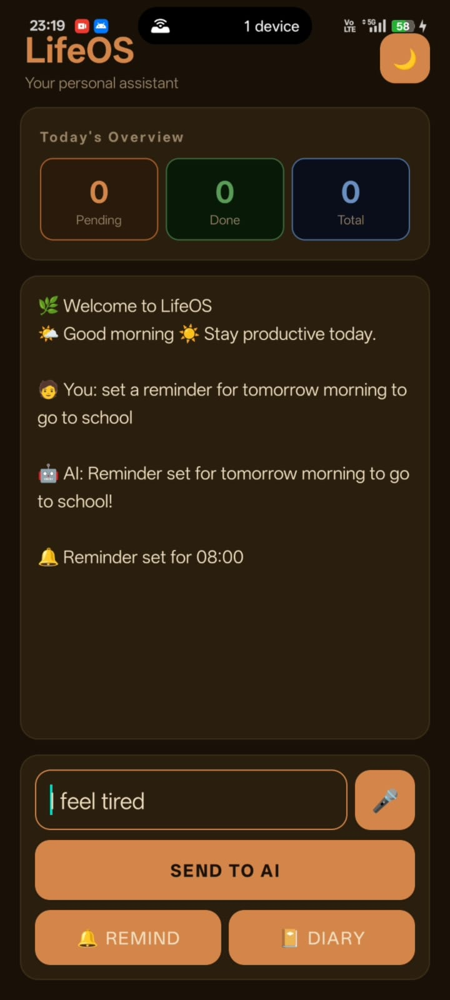 23:19
1 device
Vo LTE 5G 58
LifeOS
Your personal assistant
Today's Overview
0 0 0
Pending Done Total
🌿 Welcome to LifeOS
🌤️ Good morning ☀️ Stay productive today.
🧑 You: set a reminder for tomorrow morning to
go to school
🤖 AI: Reminder set for tomorrow morning to go
to school!
🔔 Reminder set for 08:00
I feel tired
SEND TO AI
🔔 REMIND
📔 DIARY